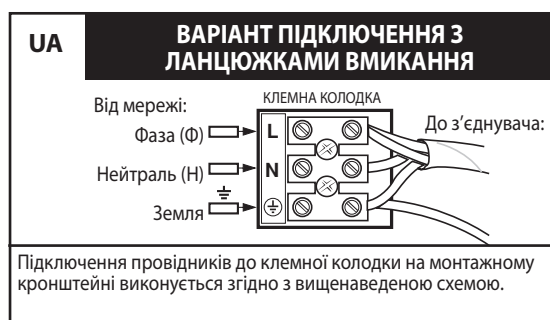 UA
ВАРІАНТ ПІДКЛЮЧЕННЯ З
ЛАНЦЮЖКАМИ ВМИКАННЯ
Від мережі:
КЛЕМНА КОЛОДКА
Фаза (Ф)
L
До з’єднувача:
Нейтраль (Н)
N
Земля
Підключення провідників до клемної колодки на монтажному
кронштейні виконується згідно з вищенаведеною схемою.